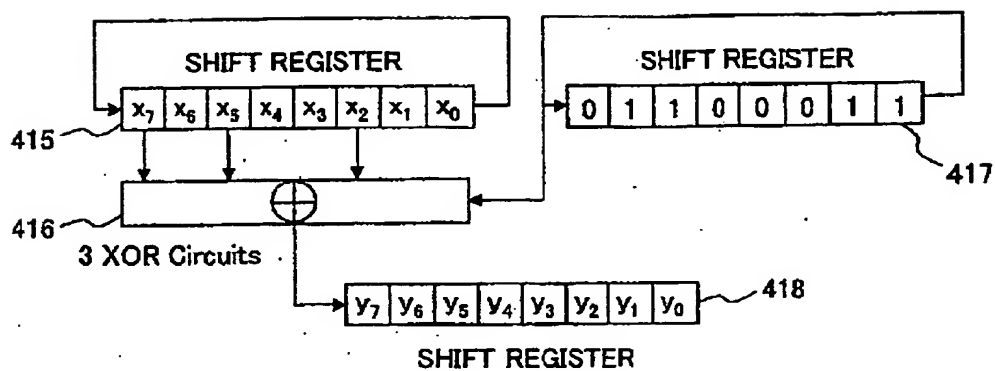 SHIFT REGISTER
SHIFT REGISTER
x₇ x₆ x₅ x₄ x₃ x₂ x₁ x₀
0 1 1 0 0 0 1 1
415
417
416
3 XOR Circuits
y₇ y₆ y₅ y₄ y₃ y₂ y₁ y₀
418
SHIFT REGISTER